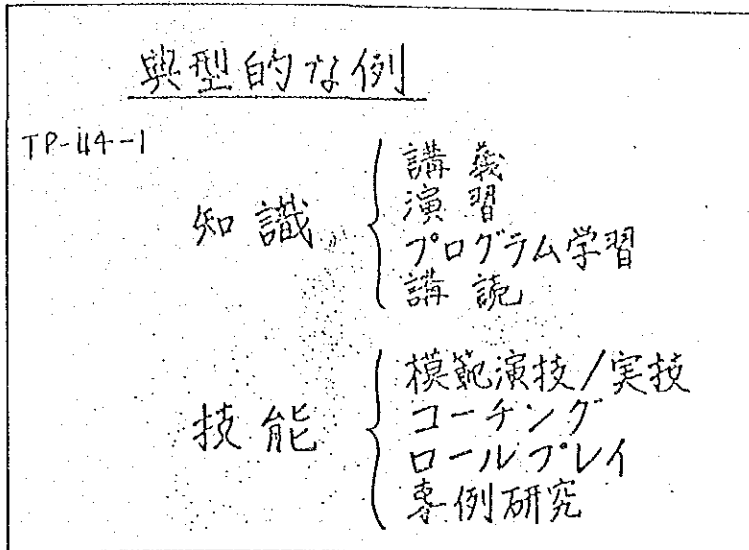 典型的な例
TP-114-1
知識
講義
演習
プログラム学習
講読
技能
模範演技/実技
コーチング
ロールプレイ
事例研究